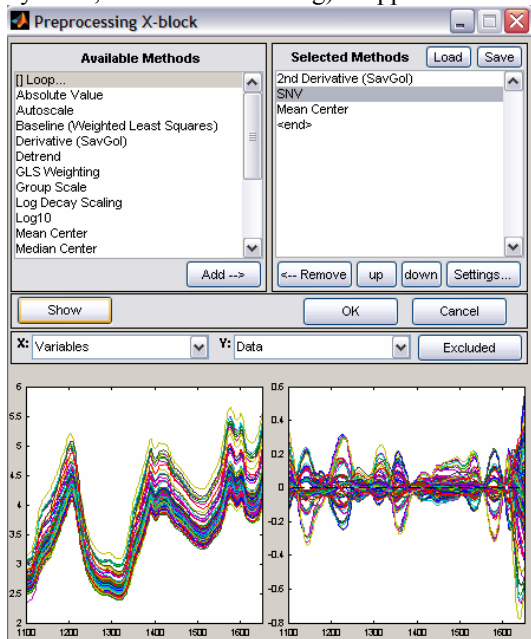 Preprocessing X-block
Available Methods
[] Loop...
Absolute Value
Autoscale
Baseline (Weighted Least Squares)
Derivative (SavGol)
Detrend
GLS Weighting
Group Scale
Log Decay Scaling
Log10
Mean Center
Median Center
Add -->
Selected Methods Load Save
2nd Derivative (SavGol)
SNV
Mean Center
<end>
<-- Remove up down Settings...
Show OK Cancel
X: Variables Y: Data Excluded
6
5.5
5
4.5
4
3.5
3
2.5
2
1100 1200 1300 1400 1500 1600
0.6
0.4
0.2
0
-0.2
-0.4
-0.6
-0.8
1100 1200 1300 1400 1500 1600